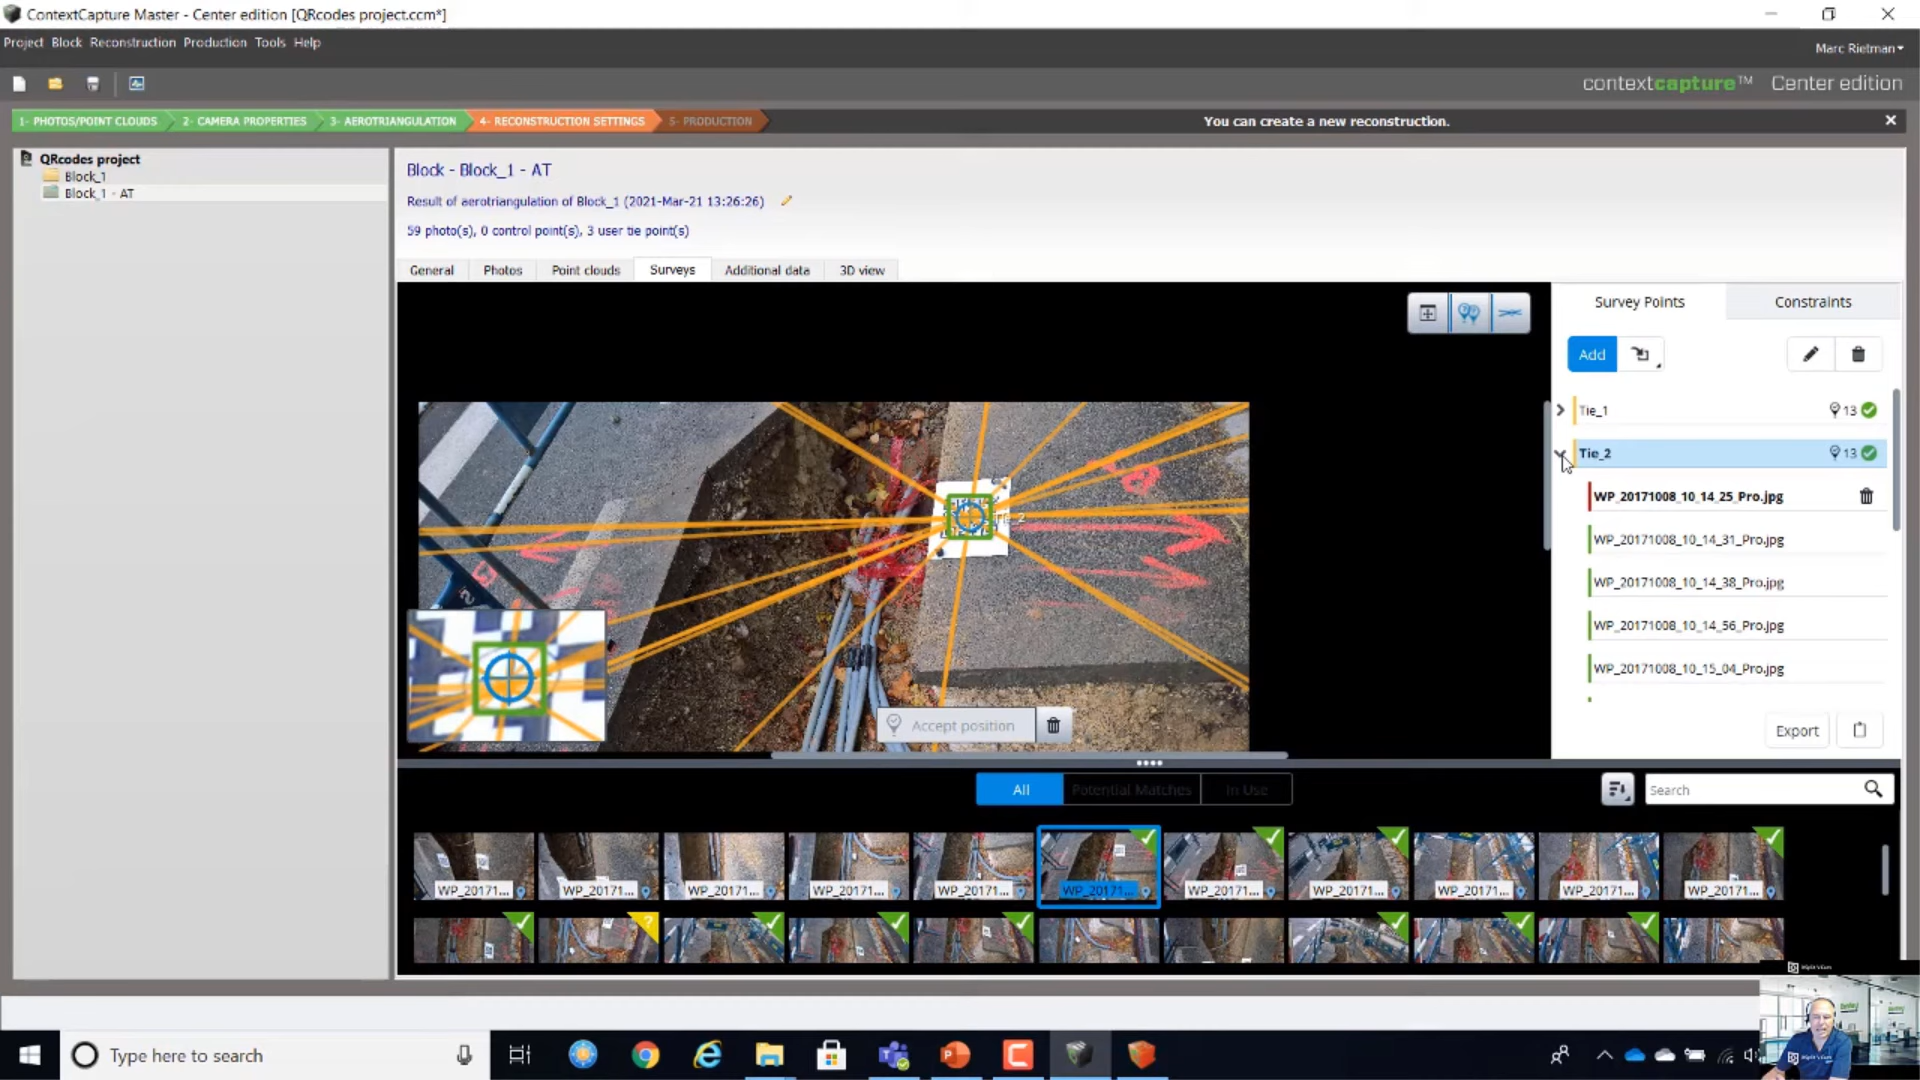 ContextCapture Master - Center edition [QRcodes project.ccm*]
Project Block Reconstruction Production Tools Help
Marc Rietman
contextcapture™ Center edition
1- PHOTOS/POINT CLOUDS 2- CAMERA PROPERTIES 3- AEROTRIANGULATION 4- RECONSTRUCTION SETTINGS 5- PRODUCTION
You can create a new reconstruction.
QRcodes project
Block_1
Block_1 - AT
Block - Block_1 - AT
Result of aerotriangulation of Block_1 (2021-Mar-21 13:26:26)
59 photo(s), 0 control point(s), 3 user tie point(s)
General Photos Point clouds Surveys Additional data 3D view
Survey Points Constraints
Add
Tie_1 13
Tie_2 13
WP_20171008_10_14_25_Pro.jpg
WP_20171008_10_14_31_Pro.jpg
WP_20171008_10_14_38_Pro.jpg
WP_20171008_10_14_56_Pro.jpg
WP_20171008_10_15_04_Pro.jpg
Accept position
Export
All Potential Matches In Use
Search
WP_20171... WP_20171... WP_20171... WP_20171... WP_20171... WP_20171... WP_20171... WP_20171... WP_20171... WP_20171... WP_20171...
Type here to search